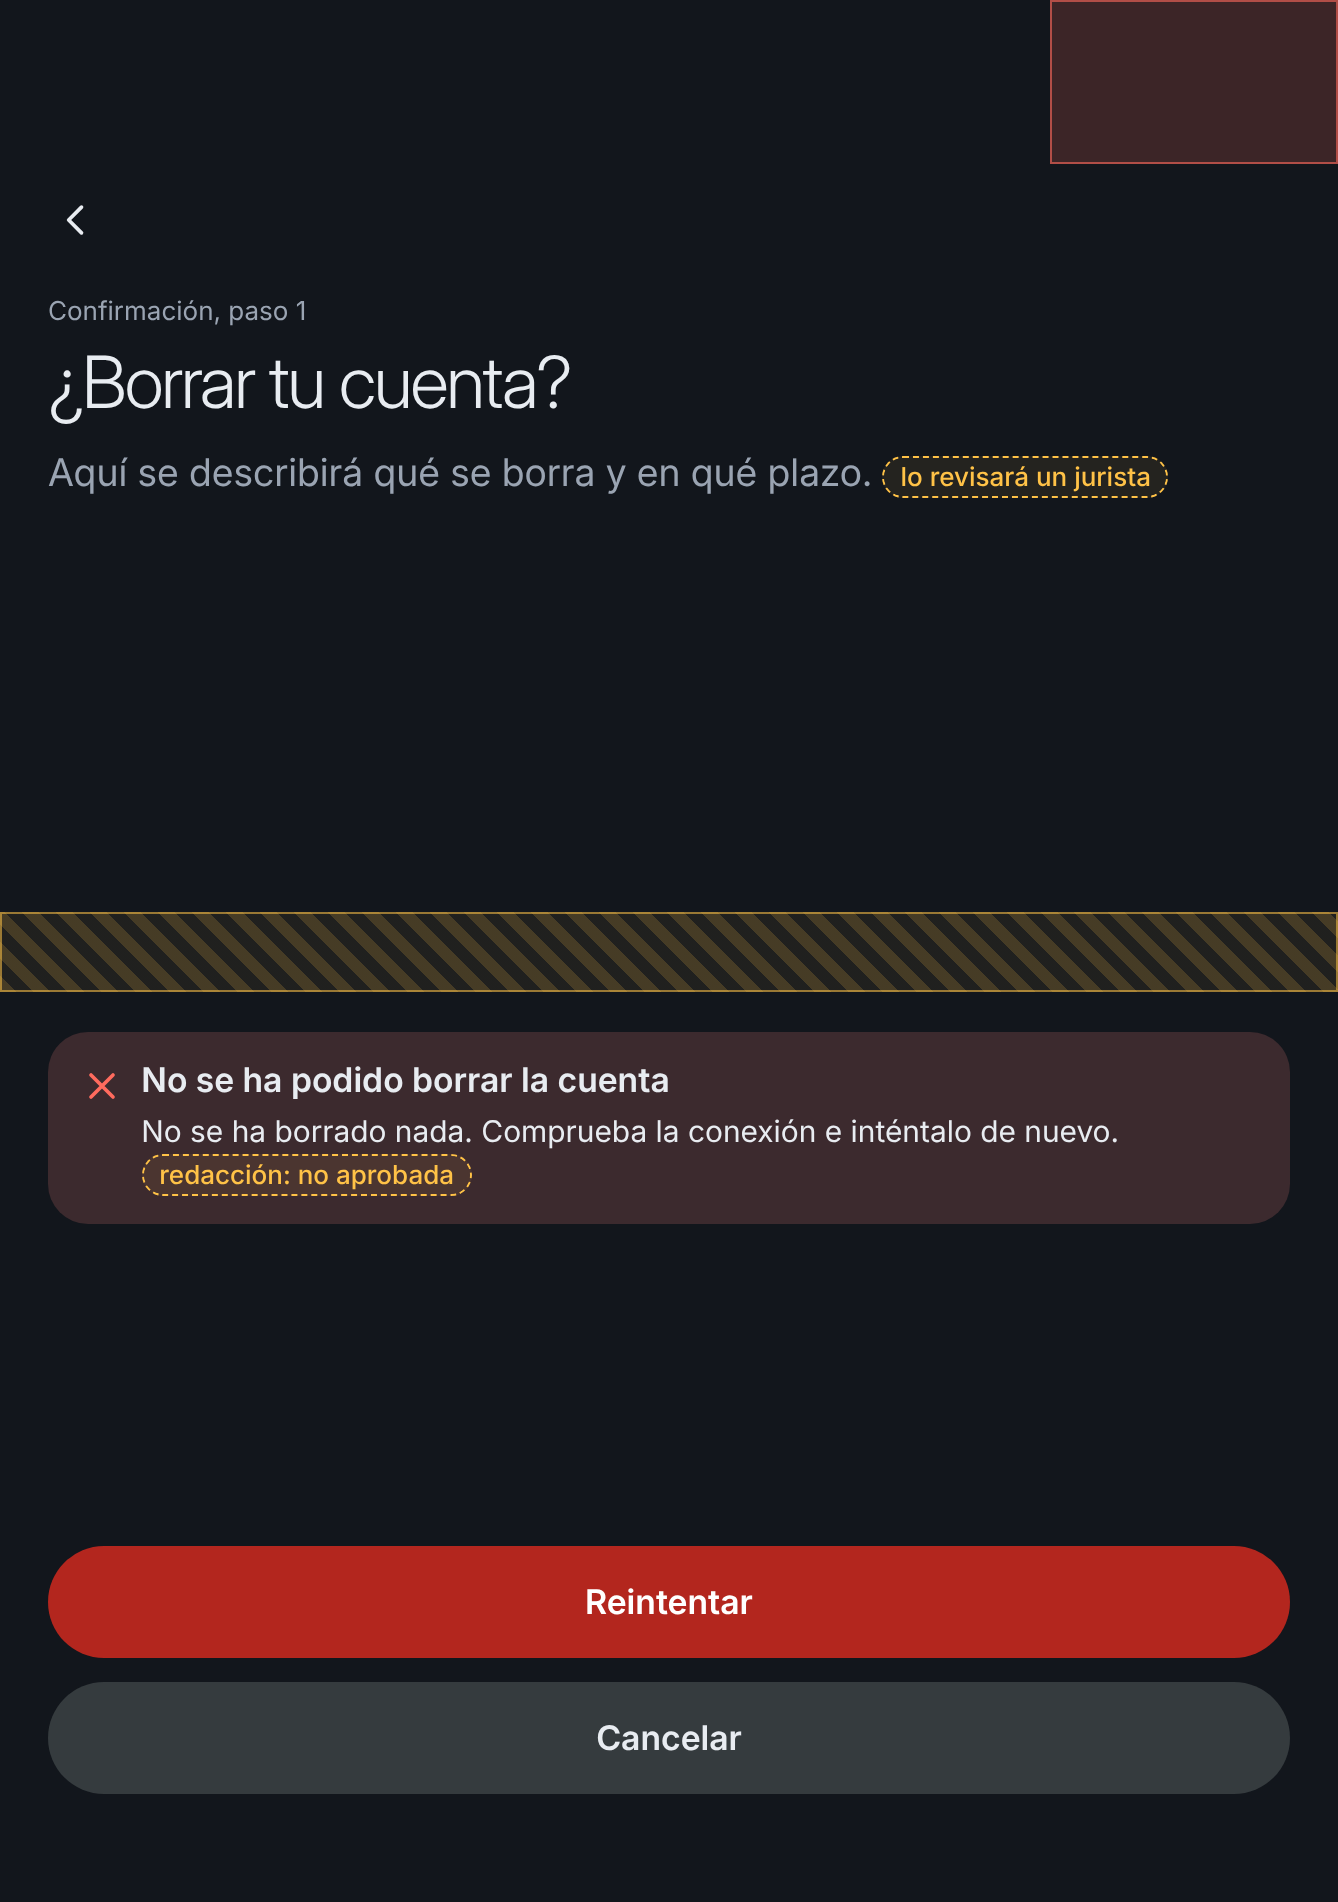 Confirmación, paso 1
¿Borrar tu cuenta?
Aquí se describirá qué se borra y en qué plazo. lo revisará un jurista
No se ha podido borrar la cuenta
No se ha borrado nada. Comprueba la conexión e inténtalo de nuevo.
redacción: no aprobada
Reintentar
Cancelar